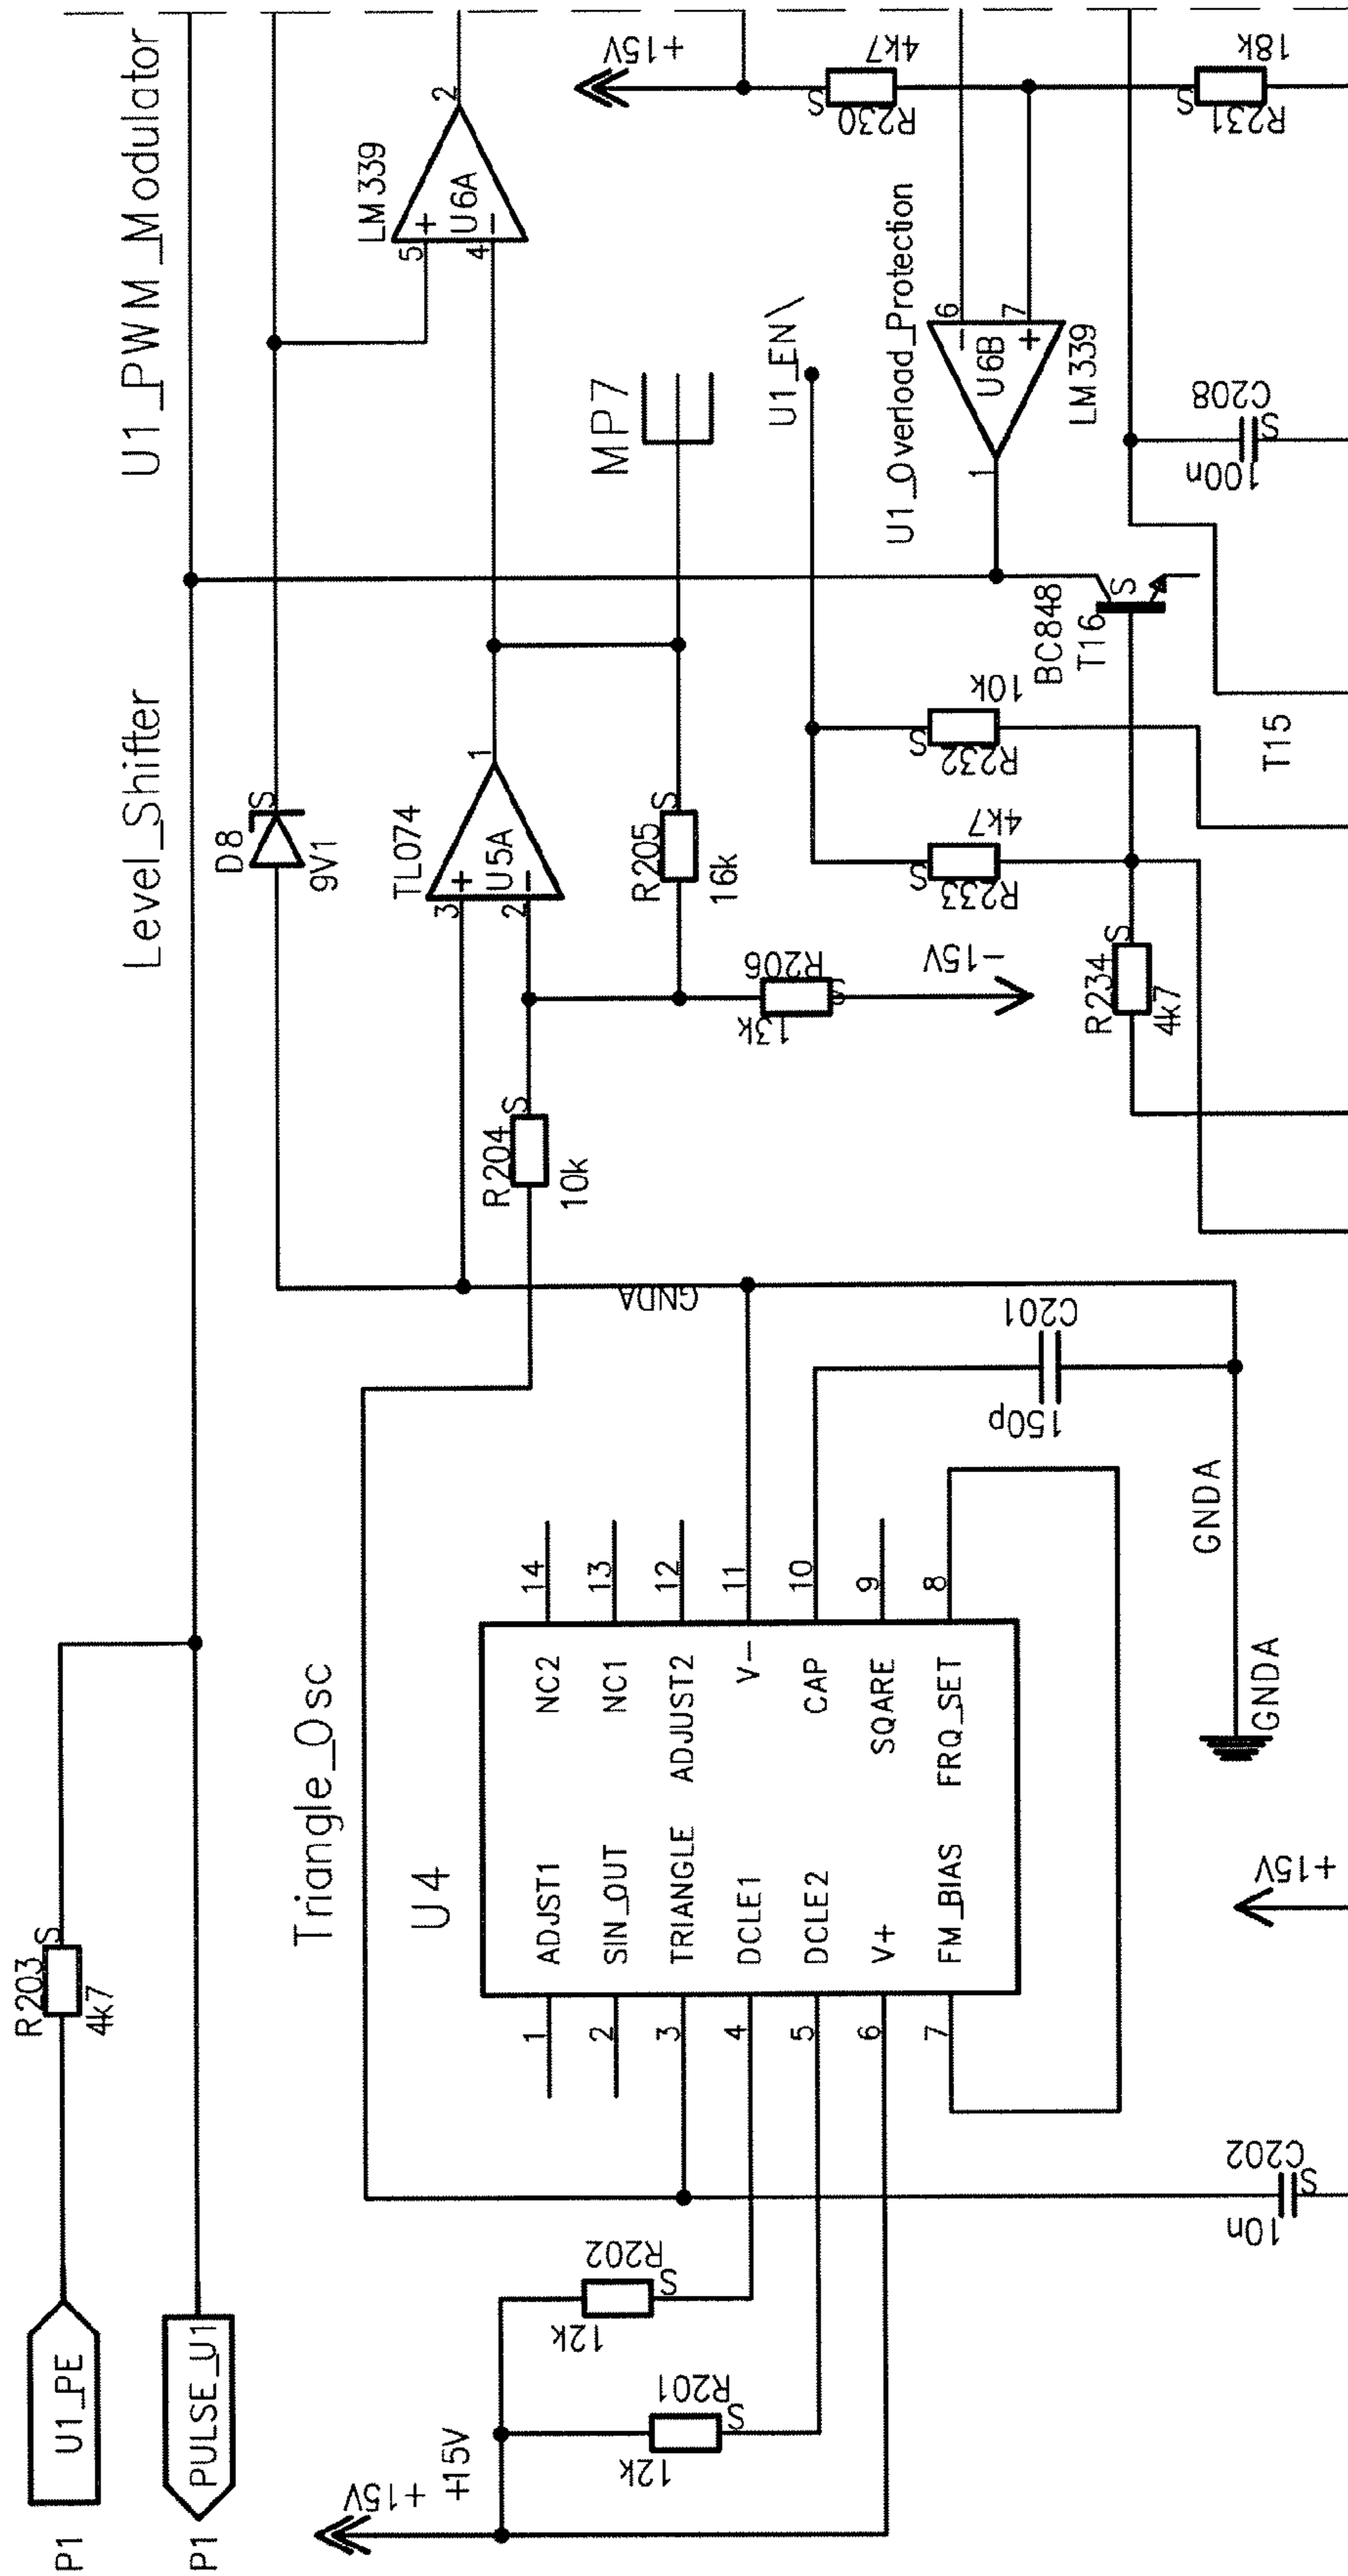 P1
U1_PE
R203
S
4k7
P1
PULSE_U1
U1_PWM_Modulator
Level_Shifter
Triangle_Osc
+15V
+15V
12k
R201
S
12k
R202
S
10n
C202
S
U4
ADJST1
SIN_OUT
TRIANGLE
DCLE1
DCLE2
V+
FM_BIAS
NC2
NC1
ADJUST2
V-
CAP
SQARE
FRQ_SET
1
2
3
4
5
6
7
14
13
12
11
10
9
8
+15V
GNDA
GNDA
GNDA
150p
C201
R204
S
10k
D8
S
9V1
TL074
3
+
2
-
U5A
1
R205
S
16k
R206
S
13k
-15V
MP7
LM339
5
+
4
-
U6A
2
+15V
4k7
R230
S
18k
R231
S
U1_EN\
U1_Overload_Protection
6
-
7
+
U6B
1
LM339
10k
R232
S
4k7
R233
S
R234
S
4k7
BC848
T16
S
T15
100n
C208
S